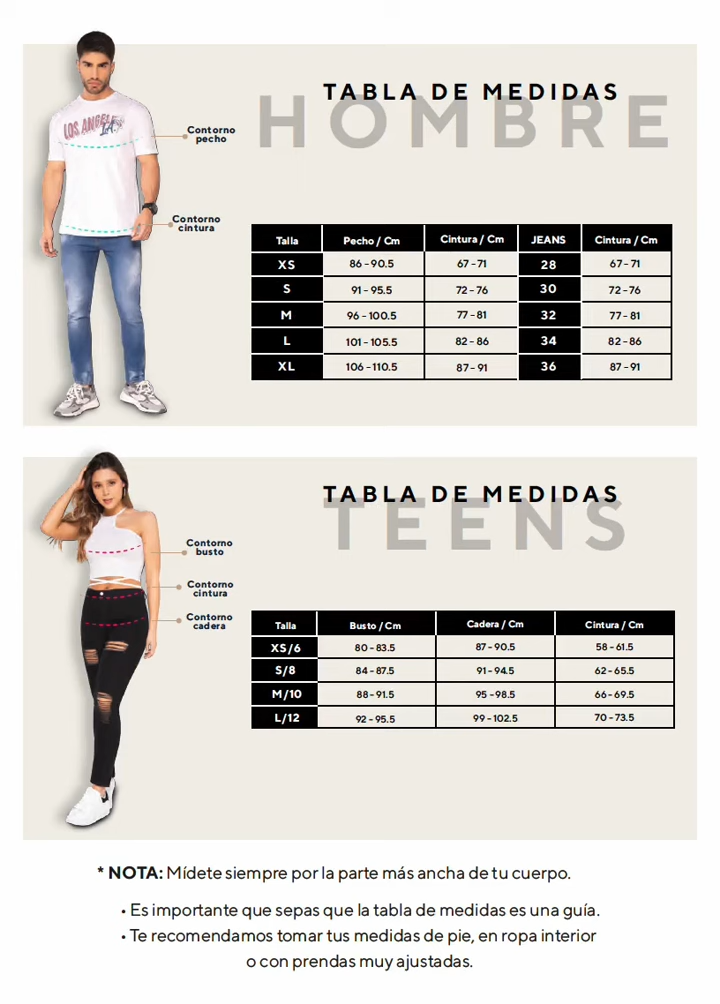 TABLA DE MEDIDAS
HOMBRE
LOS ANGELES
LA
Contorno
pecho
Contorno
cintura
Talla Pecho / Cm Cintura / Cm JEANS Cintura / Cm
XS 86 - 90.5 67 - 71 28 67 - 71
S 91 - 95.5 72 - 76 30 72 - 76
M 96 - 100.5 77 - 81 32 77 - 81
L 101 - 105.5 82 - 86 34 82 - 86
XL 106 - 110.5 87 - 91 36 87 - 91
TABLA DE MEDIDAS
TEENS
Contorno
busto
Contorno
cintura
Contorno
cadera
Talla Busto / Cm Cadera / Cm Cintura / Cm
XS/6 80 - 83.5 87 - 90.5 58 - 61.5
S/8 84 - 87.5 91 - 94.5 62 - 65.5
M/10 88 - 91.5 95 - 98.5 66 - 69.5
L/12 92 - 95.5 99 - 102.5 70 - 73.5
* NOTA: Mídete siempre por la parte más ancha de tu cuerpo.
• Es importante que sepas que la tabla de medidas es una guía.
• Te recomendamos tomar tus medidas de pie, en ropa interior
o con prendas muy ajustadas.